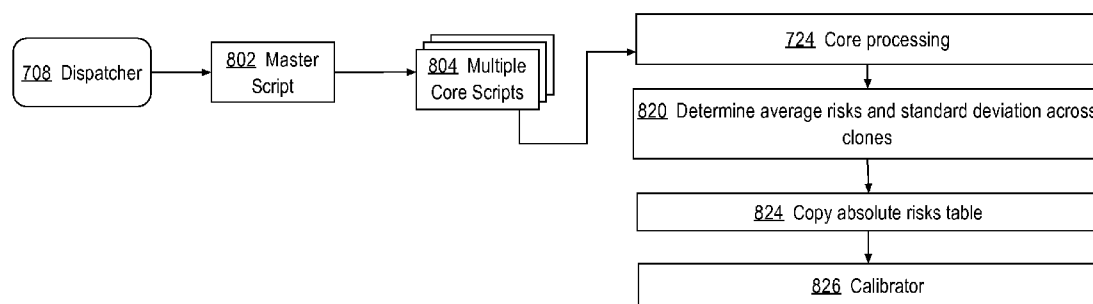 708 Dispatcher
802 Master
Script
804 Multiple
Core Scripts
724 Core processing
820 Determine average risks and standard deviation across
clones
824 Copy absolute risks table
826 Calibrator